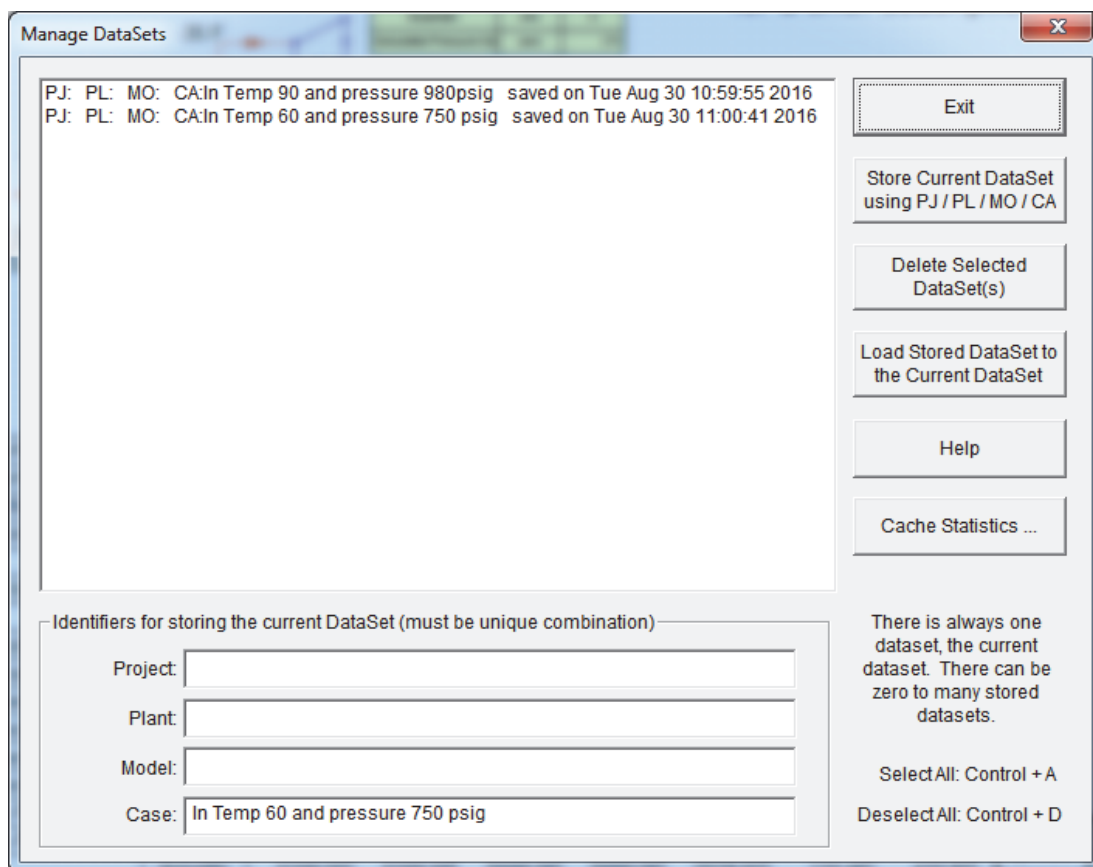 Manage DataSets
PJ: PL: MO: CA:In Temp 90 and pressure 980psig saved on Tue Aug 30 10:59:55 2016
PJ: PL: MO: CA:In Temp 60 and pressure 750 psig saved on Tue Aug 30 11:00:41 2016
Exit
Store Current DataSet
using PJ / PL / MO / CA
Delete Selected
DataSet(s)
Load Stored DataSet to
the Current DataSet
Help
Cache Statistics ...
Identifiers for storing the current DataSet (must be unique combination)
Project:
Plant:
Model:
Case: In Temp 60 and pressure 750 psig
There is always one
dataset, the current
dataset. There can be
zero to many stored
datasets.
Select All: Control + A
Deselect All: Control + D